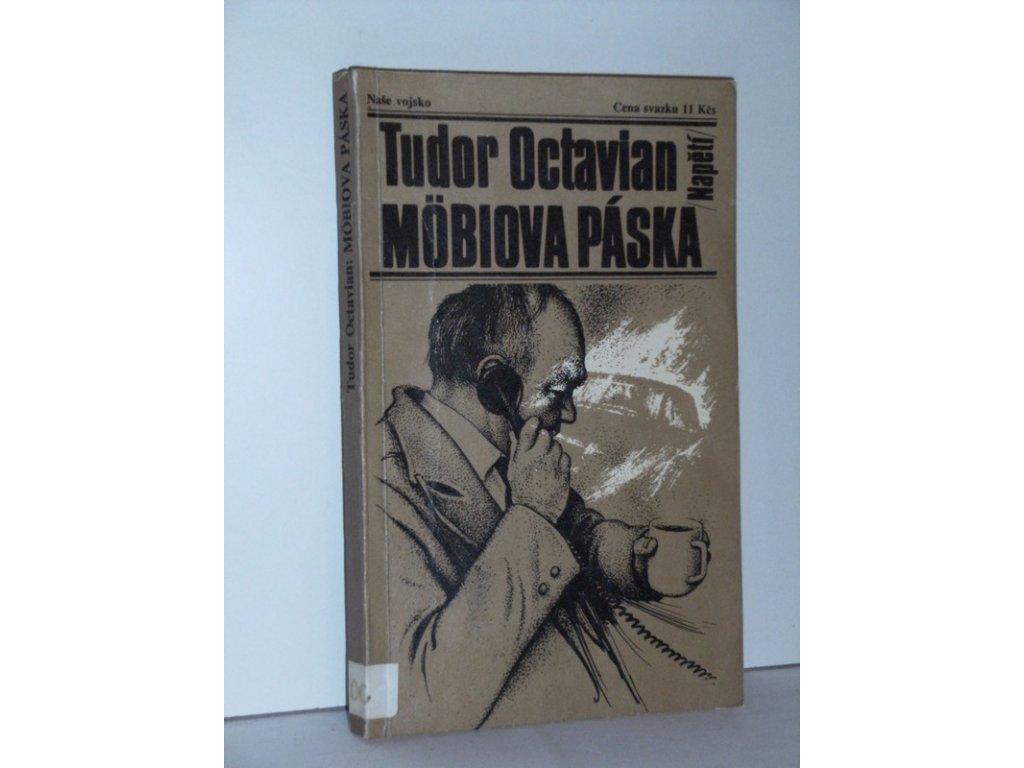 Naše vojsko
Cena svazku 11 Kčs
Tudor Octavian
MÖBIOVA PÁSKA
/Napětí/
Tudor Octavian: MÖBIOVA PÁSKA